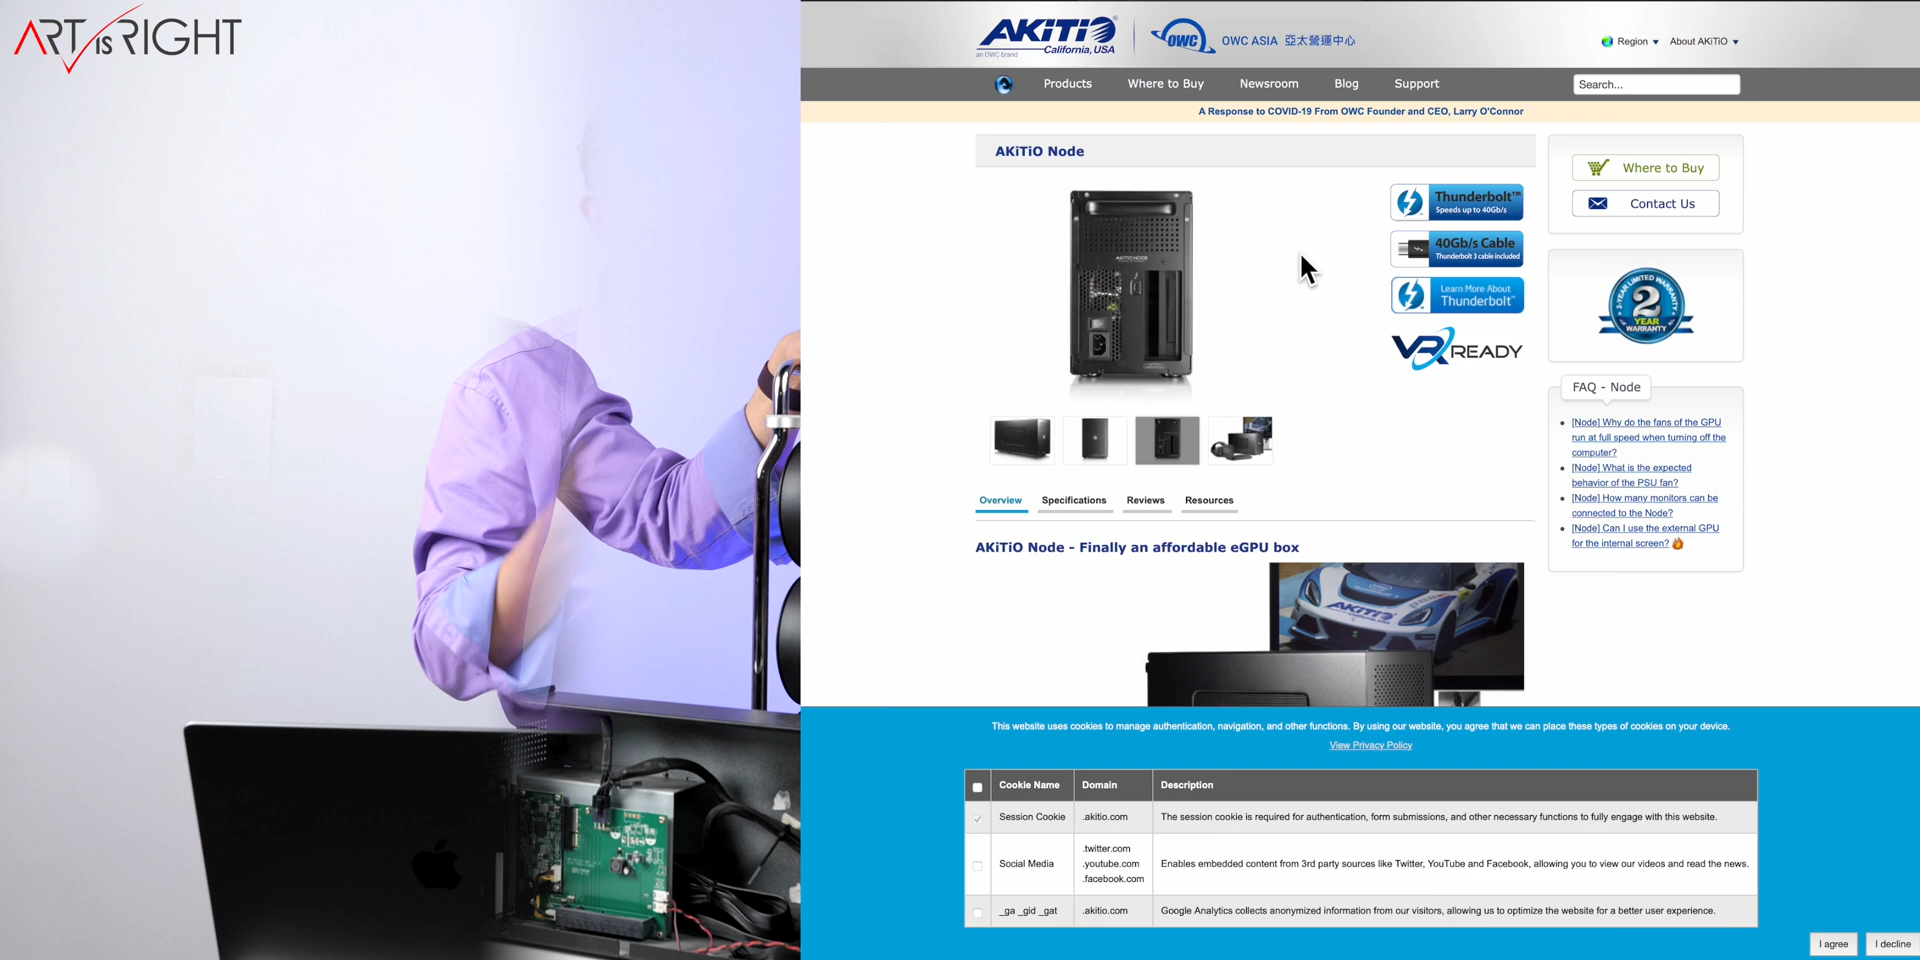 ART is RIGHT
AKiTiO
California, USA
an OWC brand
OWC
OWC ASIA 亞太營運中心
Region
About AKiTiO
Products
Where to Buy
Newsroom
Blog
Support
Search...
A Response to COVID-19 From OWC Founder and CEO, Larry O'Connor
AKiTiO Node
AKITIO NODE
Thunderbolt™
Speeds up to 40Gb/s
40Gb/s Cable
Thunderbolt 3 cable included
Learn More About
Thunderbolt™
VR READY
Where to Buy
Contact Us
2-YEAR LIMITED WARRANTY
2
YEAR
WARRANTY
FAQ - Node
[Node] Why do the fans of the GPU
run at full speed when turning off the
computer?
[Node] What is the expected
behavior of the PSU fan?
[Node] How many monitors can be
connected to the Node?
[Node] Can I use the external GPU
for the internal screen?
Overview
Specifications
Reviews
Resources
AKiTiO Node - Finally an affordable eGPU box
AKiTiO
This website uses cookies to manage authentication, navigation, and other functions. By using our website, you agree that we can place these types of cookies on your device.
View Privacy Policy
Cookie Name
Domain
Description
Session Cookie
.akitio.com
The session cookie is required for authentication, form submissions, and other necessary functions to fully engage with this website.
Social Media
.twitter.com
.youtube.com
.facebook.com
Enables embedded content from 3rd party sources like Twitter, YouTube and Facebook, allowing you to view our videos and read the news.
_ga _gid _gat
.akitio.com
Google Analytics collects anonymized information from our visitors, allowing us to optimize the website for a better user experience.
I agree
I decline